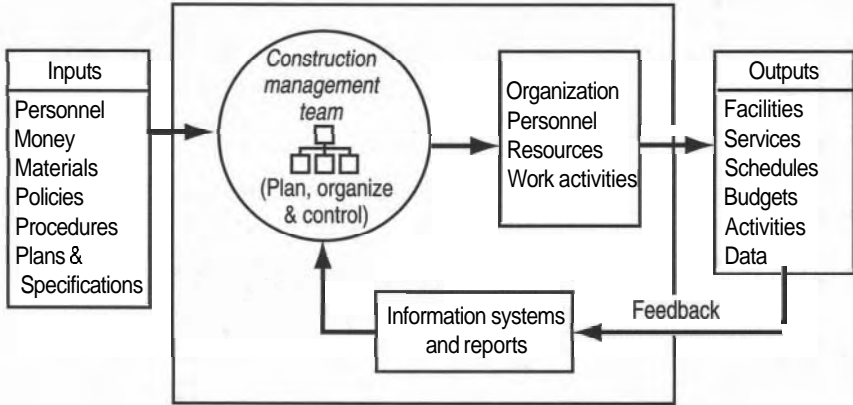 Inputs
Personnel
Money
Materials
Policies
Procedures
Plans &
Specifications
Construction
management
team
(Plan, organize
& control)
Organization
Personnel
Resources
Work activities
Outputs
Facilities
Services
Schedules
Budgets
Activities
Data
Feedback
Information systems
and reports